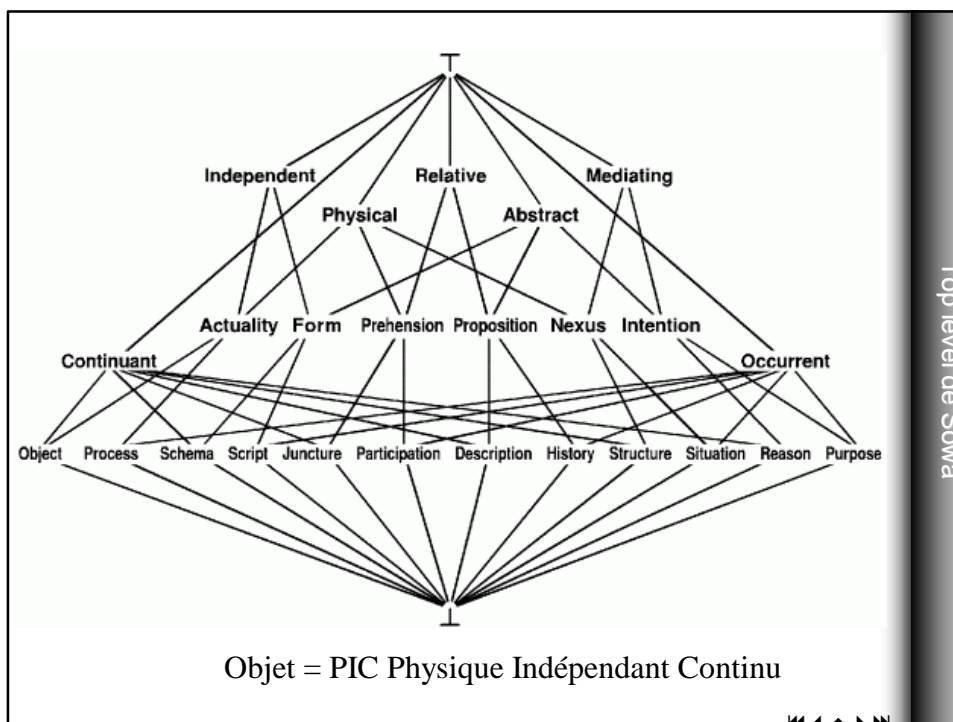 ⊤
Independent Relative Mediating
Physical Abstract
Actuality Form Prehension Proposition Nexus Intention
Continuant Occurrent
Object Process Schema Script Juncture Participation Description History Structure Situation Reason Purpose
⊥
Objet = PIC Physique Indépendant Continu
Top level de Sowa